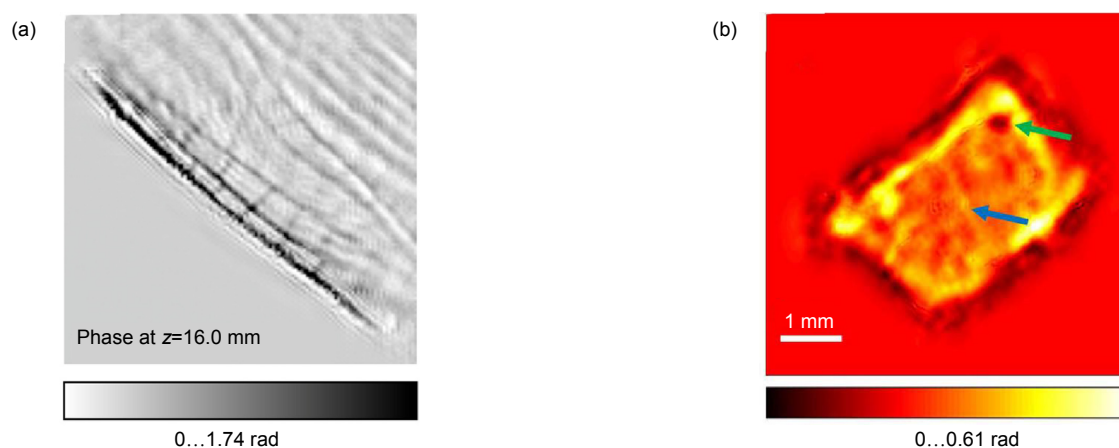 (a)
Phase at z=16.0 mm
0…1.74 rad
(b)
1 mm
0…0.61 rad